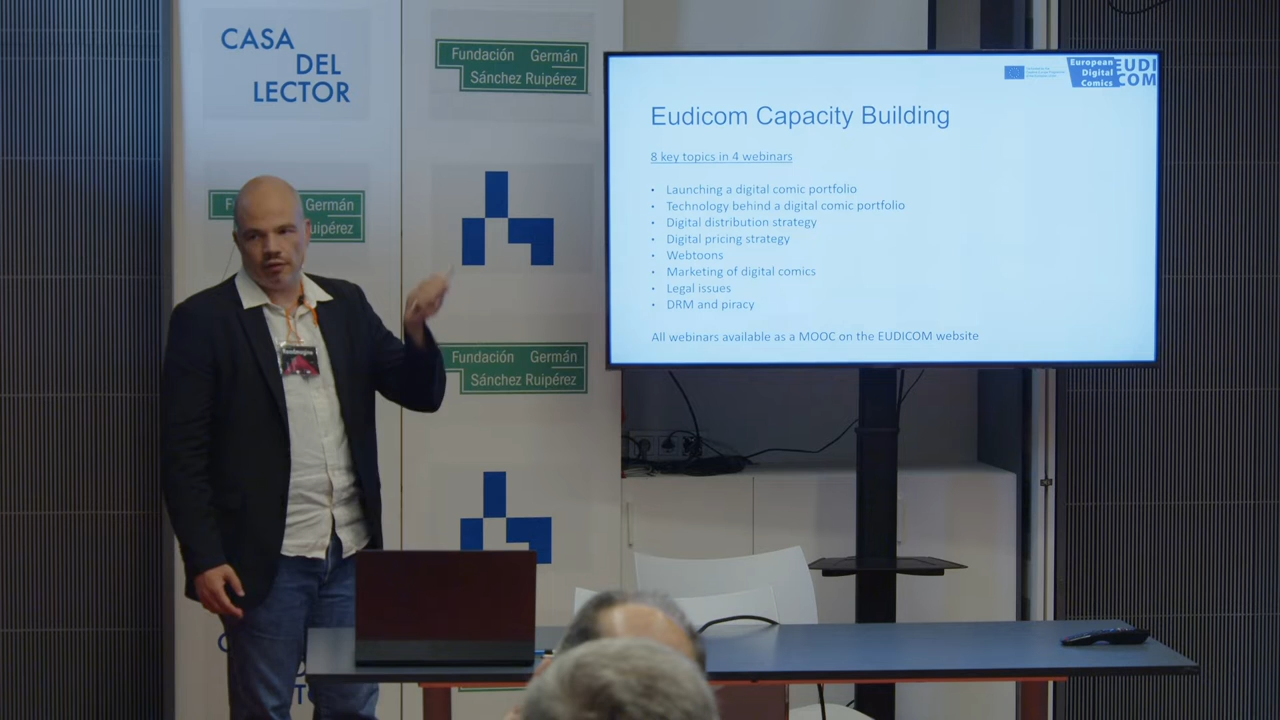 CASA
DEL
LECTOR
Fundación Germán
Sánchez Ruipérez
Germán
uipérez
Fundación Germán
Sánchez Ruipérez
European
Digital
Comics
EUDI
COM
Eudicom Capacity Building
8 key topics in 4 webinars
• Launching a digital comic portfolio
• Technology behind a digital comic portfolio
• Digital distribution strategy
• Digital pricing strategy
• Webtoons
• Marketing of digital comics
• Legal issues
• DRM and piracy
All webinars available as a MOOC on the EUDICOM website